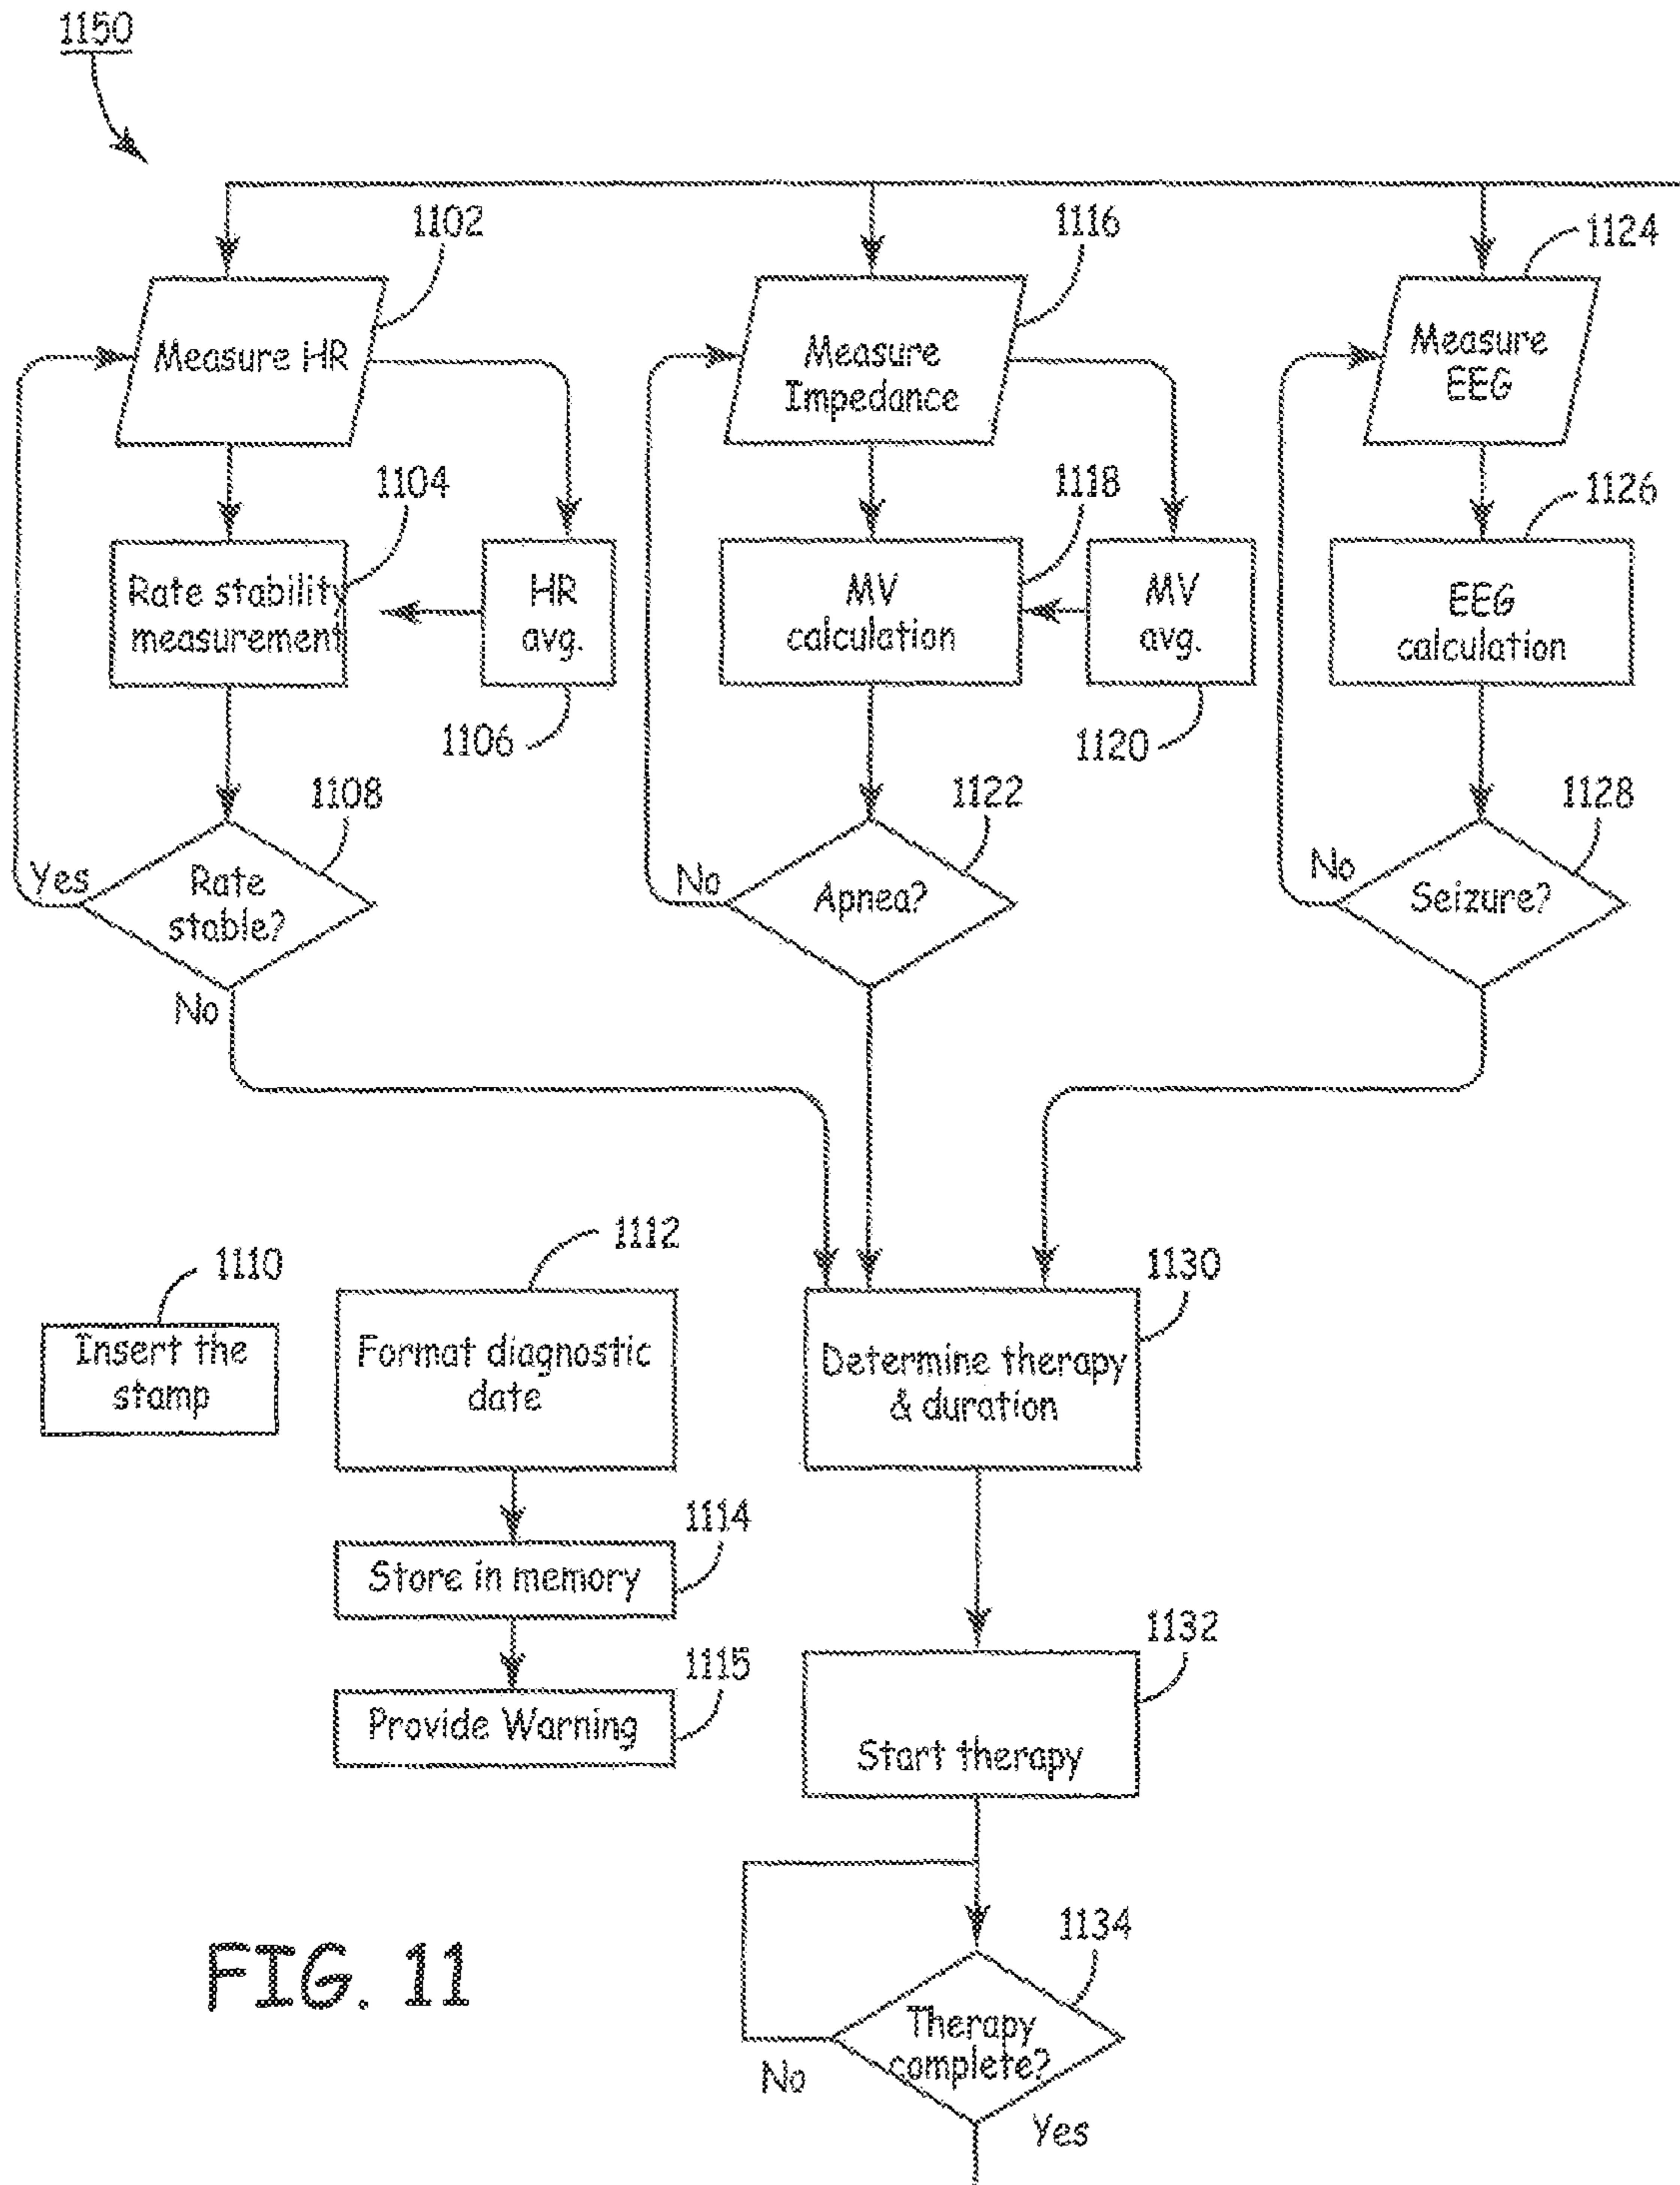 1150
1102
1116
1124
Measure HR
Measure
Impedance
Measure
EEG
1104
1118
1126
Rate stability
measurement
HR
avg.
MV
calculation
MV
avg.
EEG
calculation
1106
1120
1108
1122
1128
Yes
Rate
stable?
No
Apnea?
No
Seizure?
No
1110
1112
1130
Insert the
stamp
Format diagnostic
date
Determine therapy
& duration
1114
Store in memory
1115
Provide Warning
1132
Start therapy
1134
Therapy
complete?
No
Yes
FIG. 11